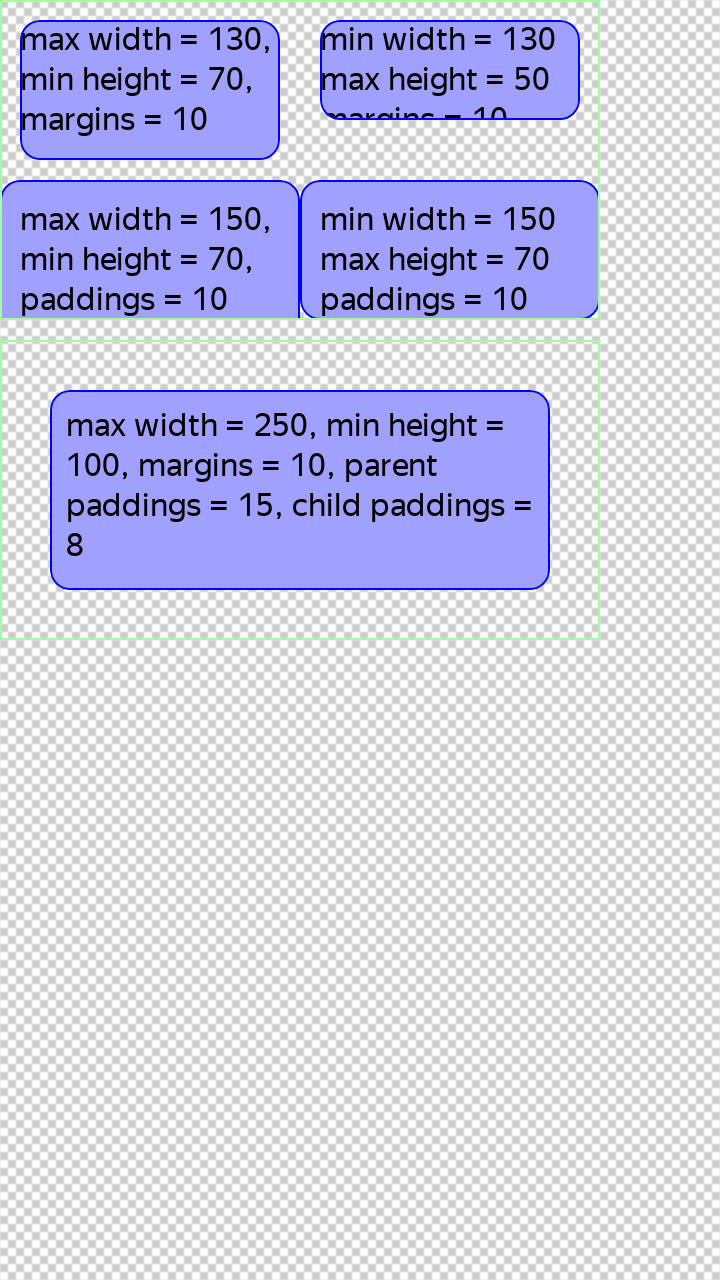 max width = 130,
min height = 70,
margins = 10
min width = 130
max height = 50
margins = 10
max width = 150,
min height = 70,
paddings = 10
min width = 150
max height = 70
paddings = 10
max width = 250, min height =
100, margins = 10, parent
paddings = 15, child paddings =
8